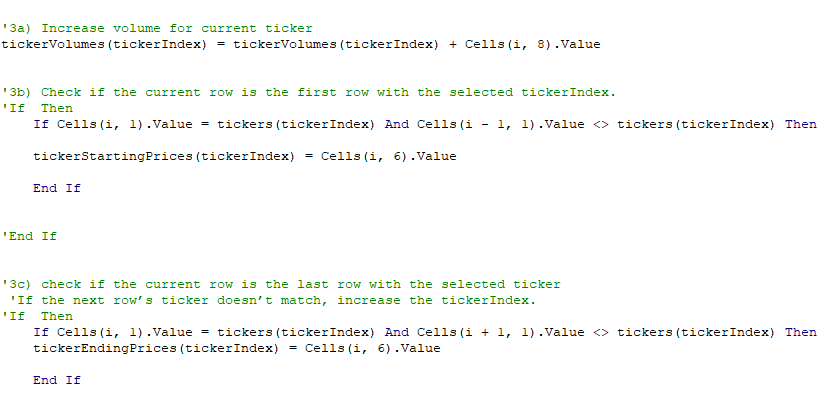 '3a) Increase volume for current ticker
tickerVolumes(tickerIndex) = tickerVolumes(tickerIndex) + Cells(i, 8).Value
'3b) Check if the current row is the first row with the selected tickerIndex.
'If  Then
If Cells(i, 1).Value = tickers(tickerIndex) And Cells(i - 1, 1).Value <> tickers(tickerIndex) Then
tickerStartingPrices(tickerIndex) = Cells(i, 6).Value
End If
'End If
'3c) check if the current row is the last row with the selected ticker
'If the next row's ticker doesn't match, increase the tickerIndex.
'If  Then
If Cells(i, 1).Value = tickers(tickerIndex) And Cells(i + 1, 1).Value <> tickers(tickerIndex) Then
tickerEndingPrices(tickerIndex) = Cells(i, 6).Value
End If